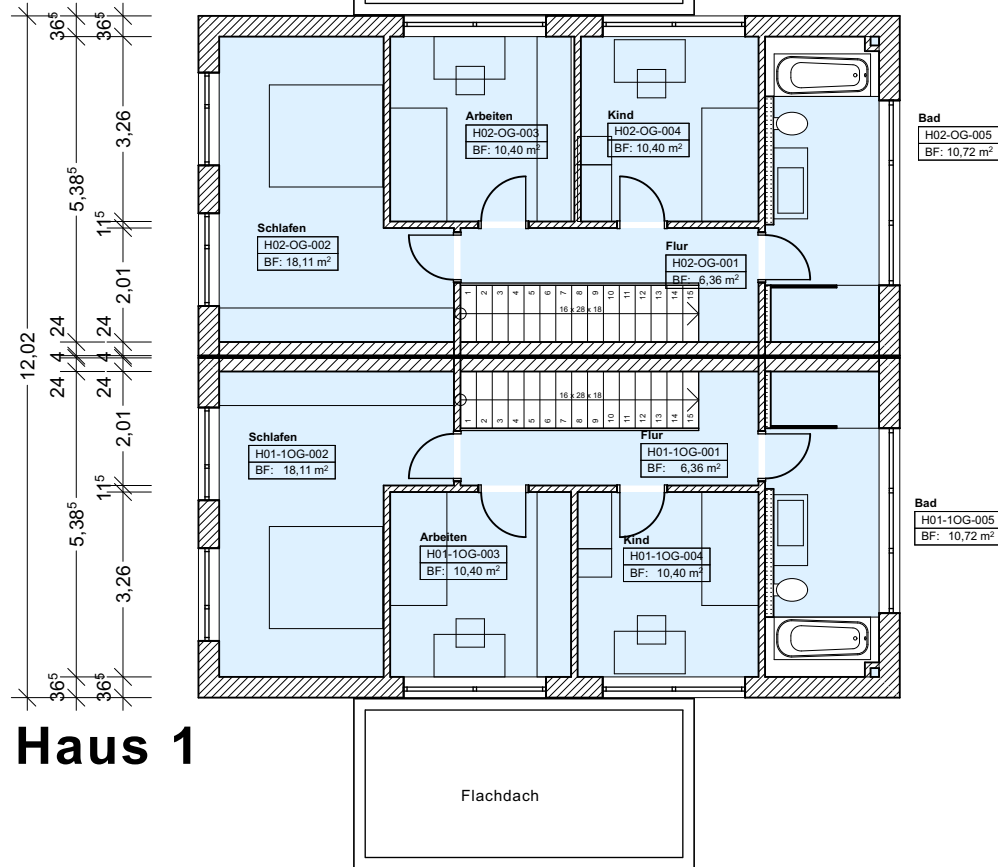 36⁵
36⁵
12,02
5,38⁵
3,26
11⁵
2,01
24
24
4
4
24
24
2,01
11⁵
5,38⁵
3,26
36⁵
36⁵
Arbeiten
H02-OG-003
BF: 10,40 m²
Kind
H02-OG-004
BF: 10,40 m²
Bad
H02-OG-005
BF: 10,72 m²
Schlafen
H02-OG-002
BF: 18,11 m²
Flur
H02-OG-001
BF: 6,36 m²
1 2 3 4 5 6 7 8 9 10 11 12 13 14 15
16 x 28 x 18
16 x 28 x 18
1 2 3 4 5 6 7 8 9 10 11 12 13 14 15
Schlafen
H01-1OG-002
BF: 18,11 m²
Flur
H01-1OG-001
BF: 6,36 m²
Arbeiten
H01-1OG-003
BF: 10,40 m²
Kind
H01-1OG-004
BF: 10,40 m²
Bad
H01-1OG-005
BF: 10,72 m²
Haus 1
Flachdach